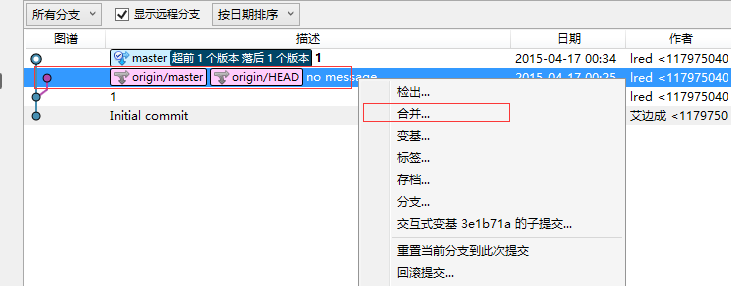 所有分支 显示远程分支 按日期排序
图谱 描述 日期 作者
master 超前 1 个版本 落后 1 个版本 1 2015-04-17 00:34 lred <117975040
origin/master origin/HEAD no message 2015-04-17 00:25 lred <117975040
1 lred <117975040
Initial commit 艾边成 <1179750
检出...
合并...
变基...
标签...
存档...
分支...
交互式变基 3e1b71a 的子提交...
重置当前分支到此次提交
回滚提交...